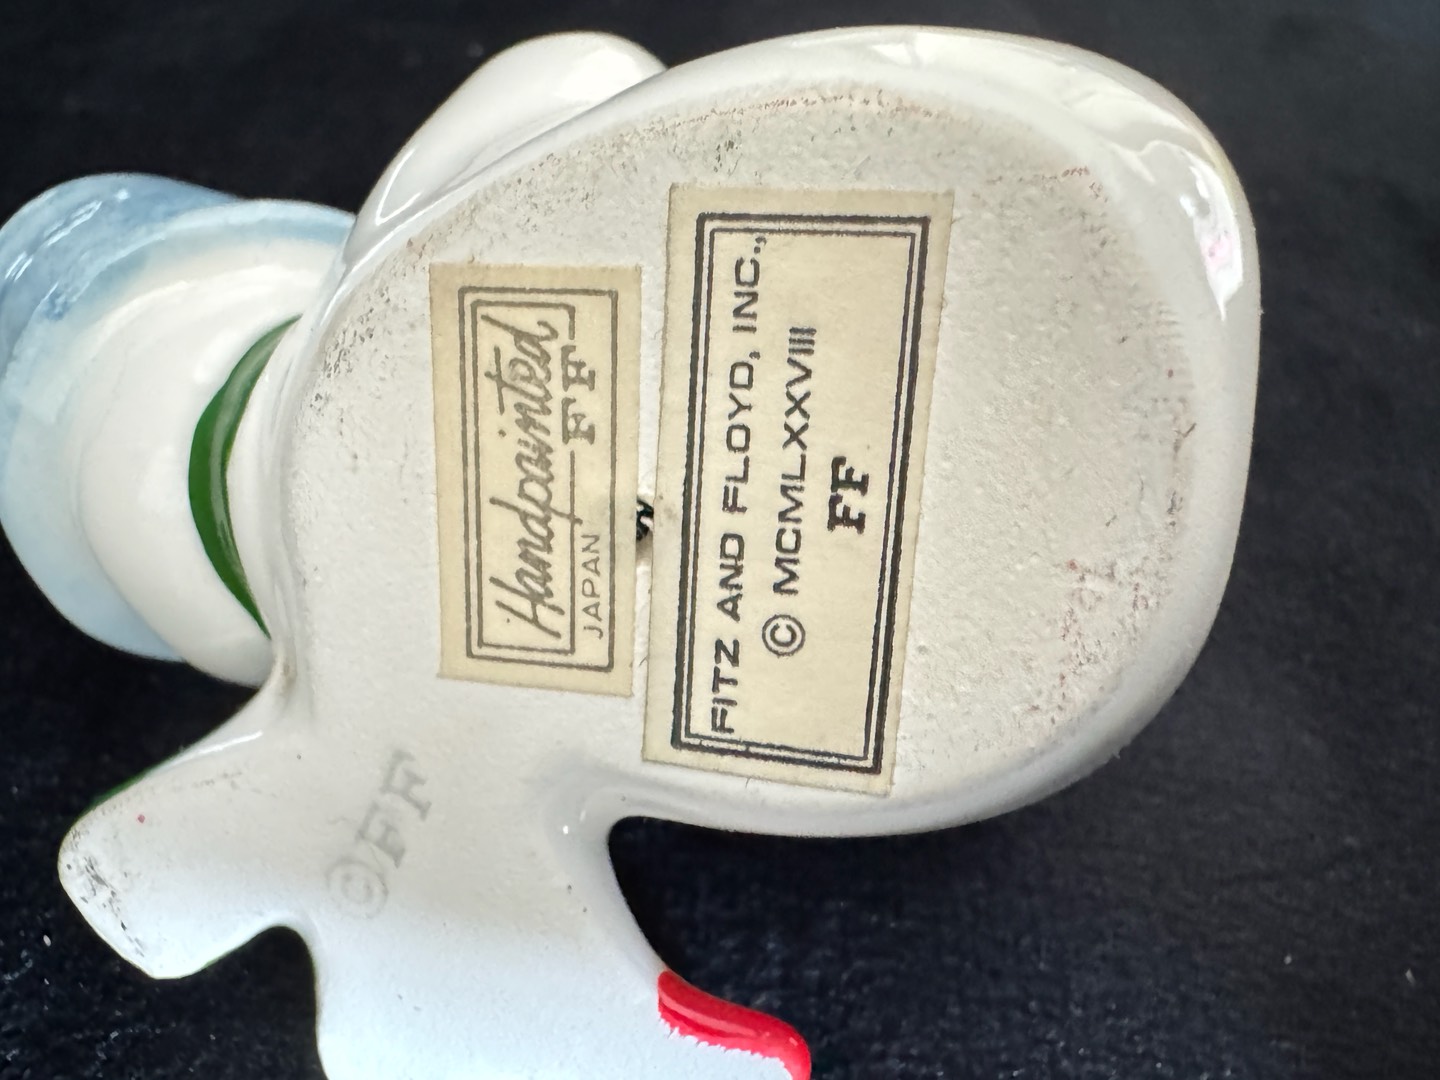 Handpainted
JAPAN FF
FITZ AND FLOYD, INC.,
© MCMLXXVIII
FF
©FF